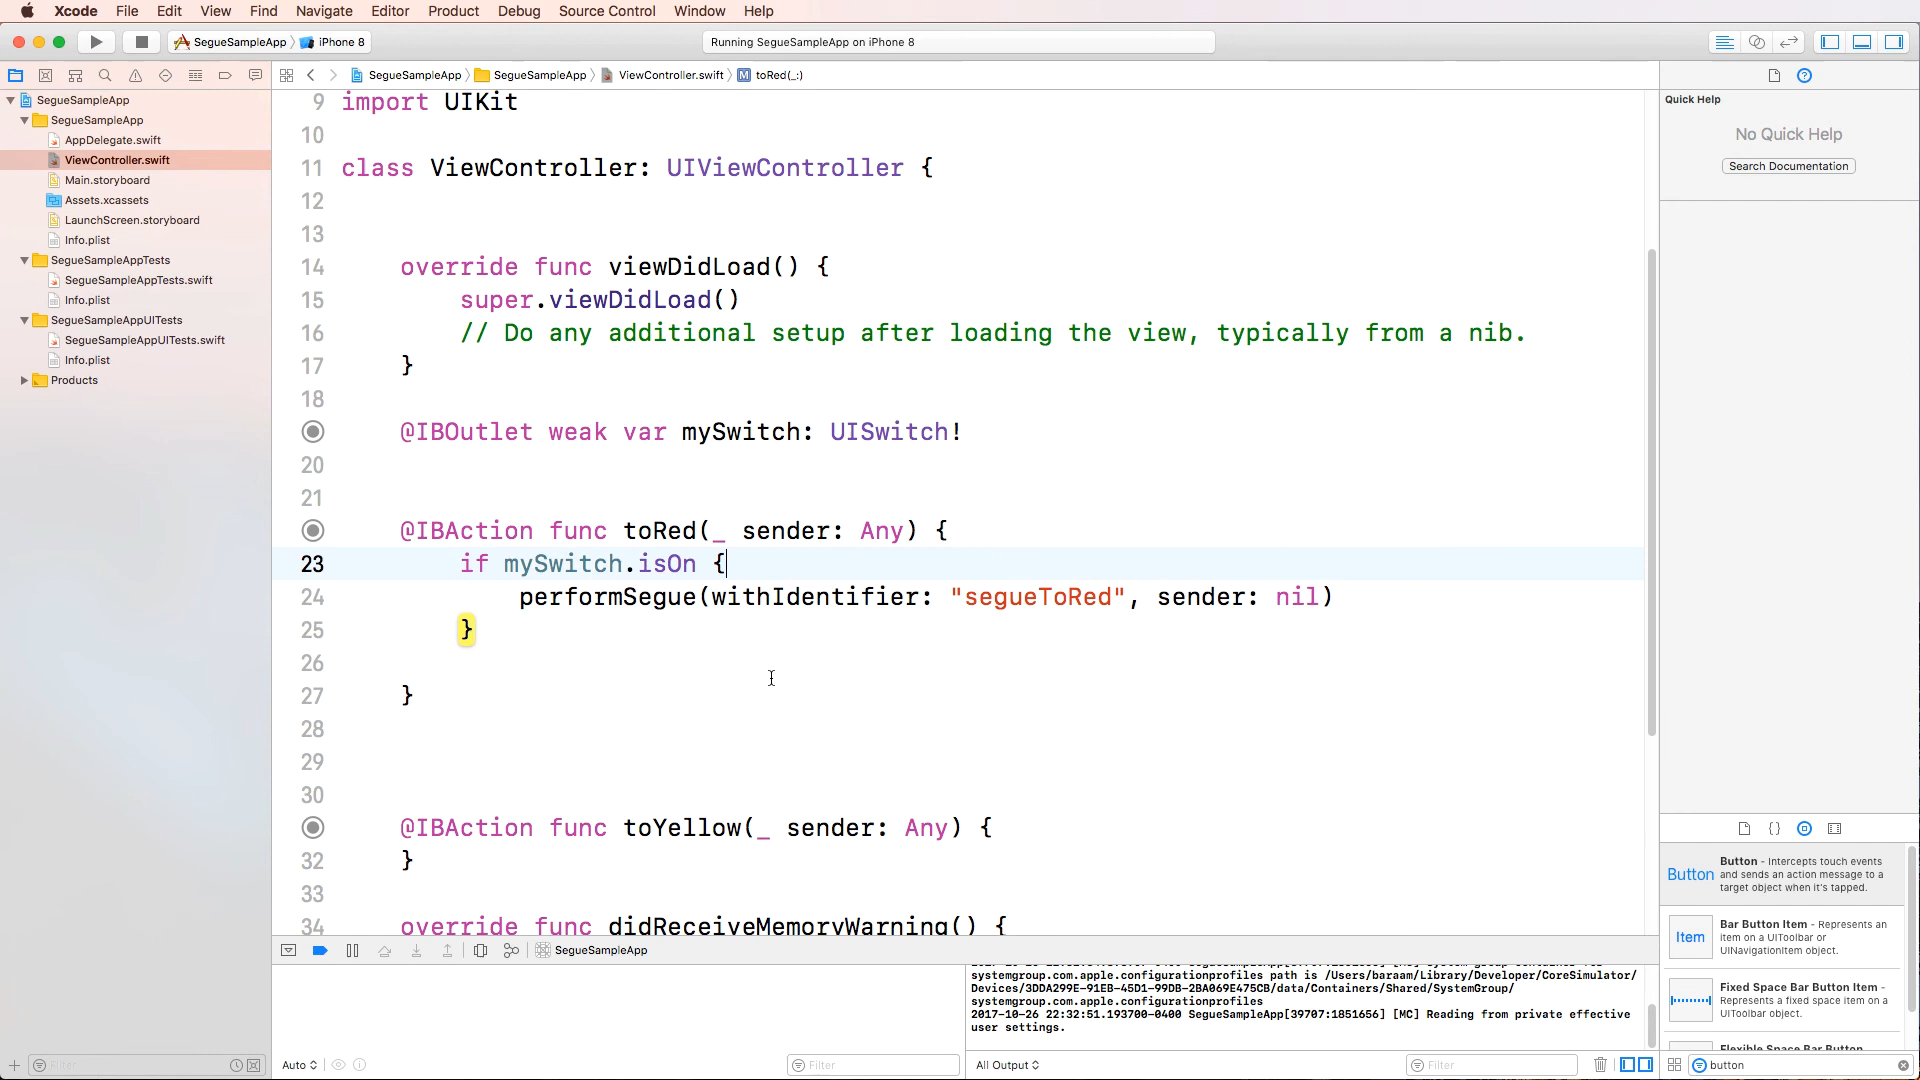 Xcode File Edit View Find Navigate Editor Product Debug Source Control Window Help
SegueSampleApp iPhone 8
Running SegueSampleApp on iPhone 8
SegueSampleApp SegueSampleApp ViewController.swift M toRed(_:)
SegueSampleApp
SegueSampleApp
AppDelegate.swift
ViewController.swift
Main.storyboard
Assets.xcassets
LaunchScreen.storyboard
Info.plist
SegueSampleAppTests
SegueSampleAppTests.swift
Info.plist
SegueSampleAppUITests
SegueSampleAppUITests.swift
Info.plist
Products
Filter
9 import UIKit
10
11 class ViewController: UIViewController {
12
13
14 override func viewDidLoad() {
15 super.viewDidLoad()
16 // Do any additional setup after loading the view, typically from a nib.
17 }
18
@IBOutlet weak var mySwitch: UISwitch!
20
21
@IBAction func toRed(_ sender: Any) {
23 if mySwitch.isOn {
24 performSegue(withIdentifier: "segueToRed", sender: nil)
25 }
26
27 }
28
29
30
@IBAction func toYellow(_ sender: Any) {
32 }
33
34 override func didReceiveMemoryWarning() {
SegueSampleApp
systemgroup.com.apple.configurationprofiles path is /Users/baraam/Library/Developer/CoreSimulator/
Devices/3DDA299E-91EB-45D1-99DB-2BA069E475CB/data/Containers/Shared/SystemGroup/
systemgroup.com.apple.configurationprofiles
2017-10-26 22:32:51.193700-0400 SegueSampleApp[39707:1851656] [MC] Reading from private effective
user settings.
Auto
Filter
All Output
Filter
Quick Help
No Quick Help
Search Documentation
Button
Button - Intercepts touch events
and sends an action message to a
target object when it's tapped.
Item
Bar Button Item - Represents an
item on a UIToolbar or
UINavigationItem object.
Fixed Space Bar Button Item -
Represents a fixed space item on a
UIToolbar object.
Flexible Space Bar Button
button